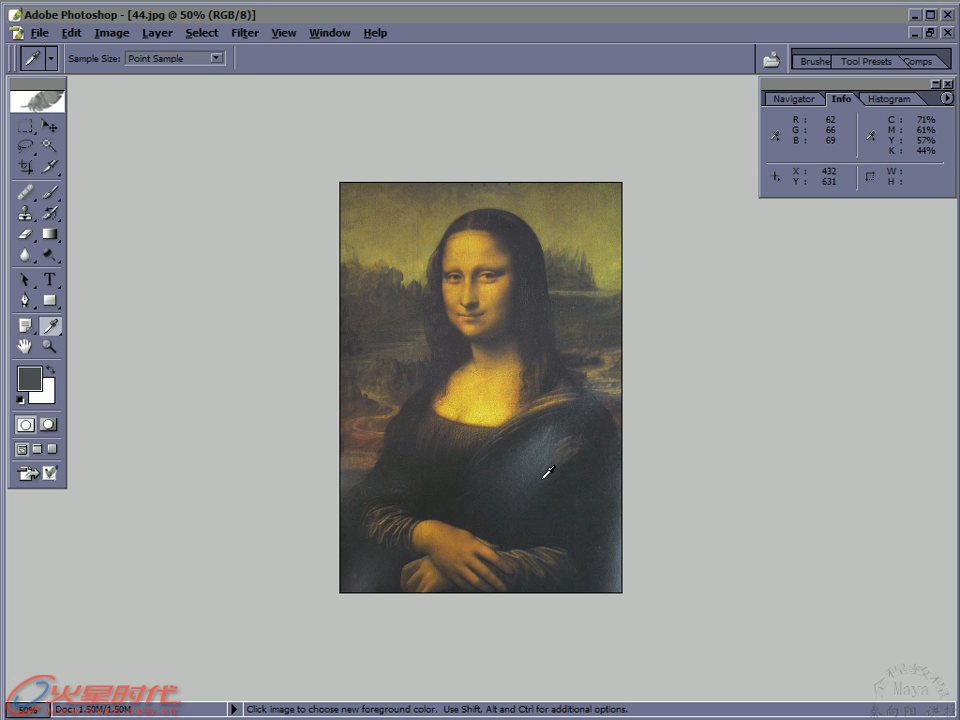 Adobe Photoshop - [44.jpg @ 50% (RGB/8)]
File Edit Image Layer Select Filter View Window Help
Sample Size: Point Sample
Brushe Tool Presets Comps
Navigator Info Histogram
R : 62 C : 71%
G : 66 M : 61%
B : 69 Y : 57%
K : 44%
X : 432 W :
Y : 631 H :
T
火星时代
Maya
50% Doc: 1.50M/1.50M Click image to choose new foreground color. Use Shift, Alt and Ctrl for additional options.